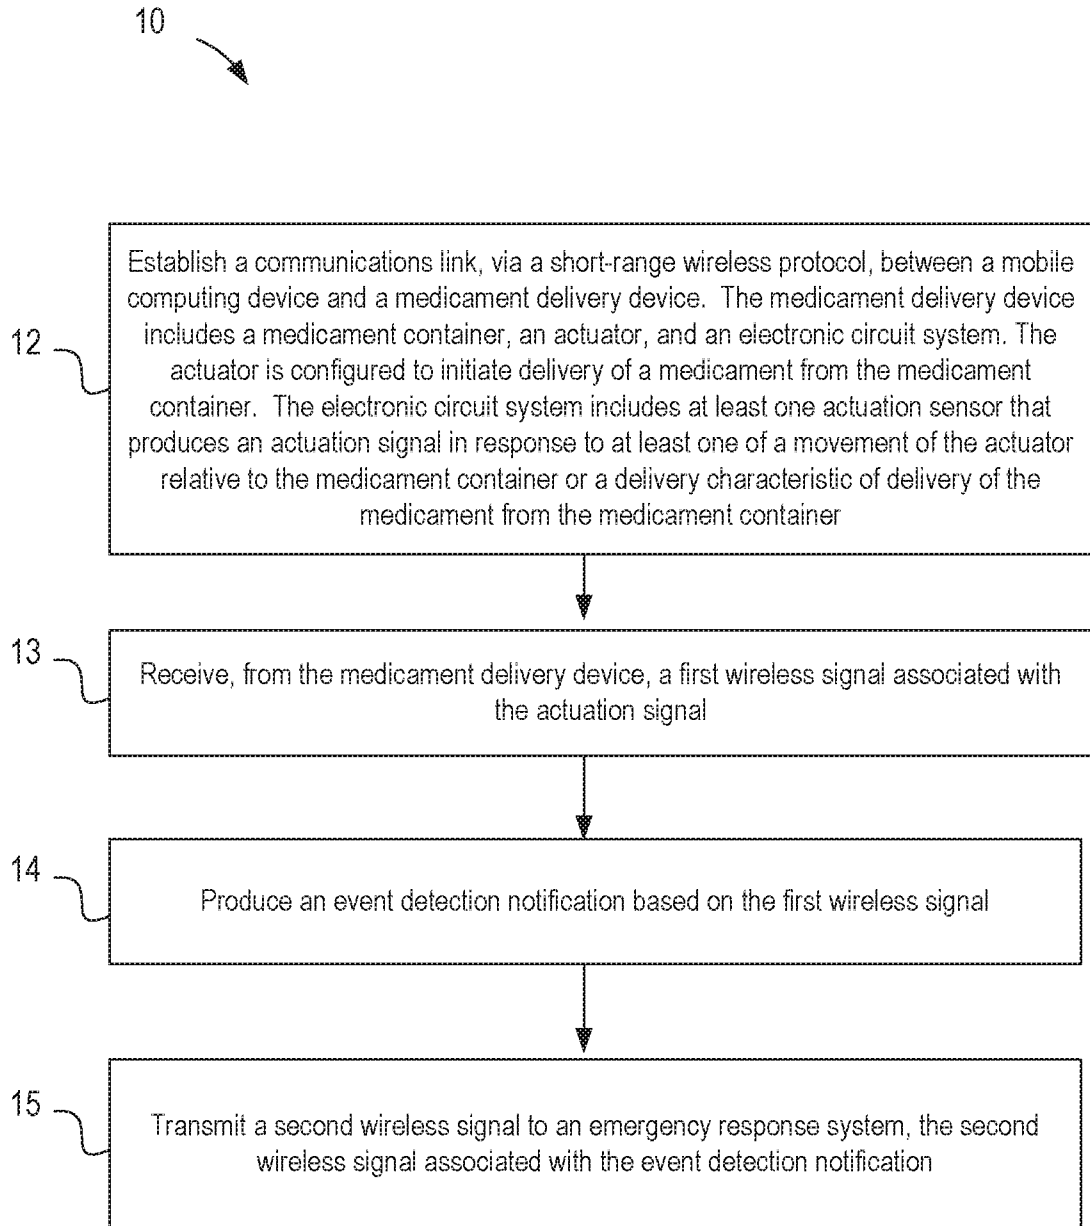 10
12
Establish a communications link, via a short-range wireless protocol, between a mobile
computing device and a medicament delivery device. The medicament delivery device
includes a medicament container, an actuator, and an electronic circuit system. The
actuator is configured to initiate delivery of a medicament from the medicament
container. The electronic circuit system includes at least one actuation sensor that
produces an actuation signal in response to at least one of a movement of the actuator
relative to the medicament container or a delivery characteristic of delivery of the
medicament from the medicament container
13
Receive, from the medicament delivery device, a first wireless signal associated with
the actuation signal
14
Produce an event detection notification based on the first wireless signal
15
Transmit a second wireless signal to an emergency response system, the second
wireless signal associated with the event detection notification